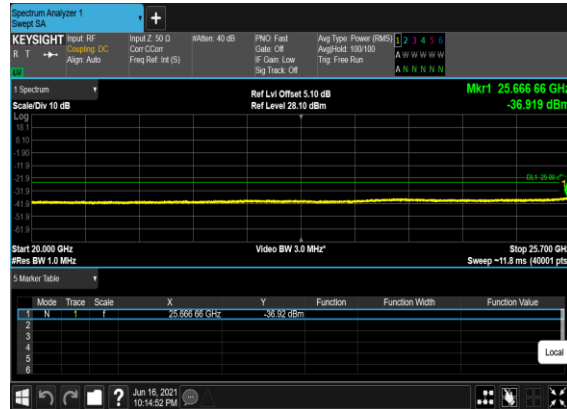 Spectrum Analyzer 1
Swept SA
+
KEYSIGHT Input: RF Input Z: 50 Ω #Atten: 40 dB PNO: Fast Avg Type: Power (RMS) 1 2 3 4 5 6
R T Coupling: DC Corr CCorr Gate: Off Avg|Hold: 100/100 A W W W W W
Align: Auto Freq Ref: Int (S) IF Gain: Low Trig: Free Run A N N N N N
Sig Track: Off
1 Spectrum Ref Lvl Offset 5.10 dB Mkr1 25.666 66 GHz
Scale/Div 10 dB Ref Level 28.10 dBm -36.919 dBm
Log
18.1
8.10
-1.90
-11.9
-21.9 DL1 -25.00
-31.9
-41.9
-51.9
-61.9
Start 20.000 GHz Video BW 3.0 MHz* Stop 25.700 GH
#Res BW 1.0 MHz Sweep ~11.8 ms (40001 pts
5 Marker Table
Mode Trace Scale X Y Function Function Width Function Value
1 N 1 f 25.666 66 GHz -36.92 dBm
2
3
4
5
6
Local
Jun 16, 2021
10:14:52 PM